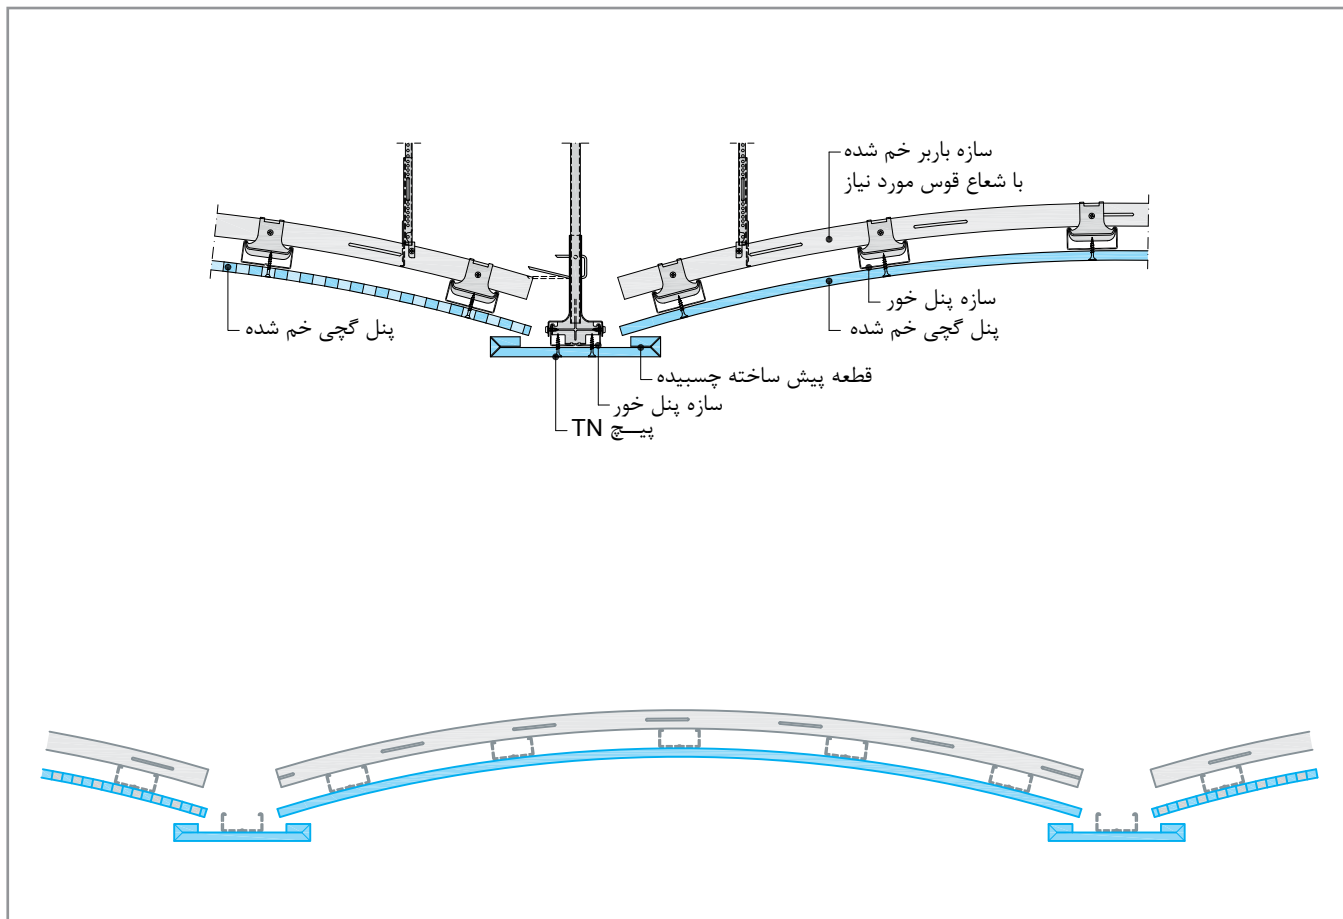 سازه باربر خم شده
با شعاع قوس مورد نیاز
سازه پنل خور
پنل گچی خم شده
پنل گچی خم شده
قطعه پیش ساخته چسبیده
سازه پنل خور
پیــچ TN